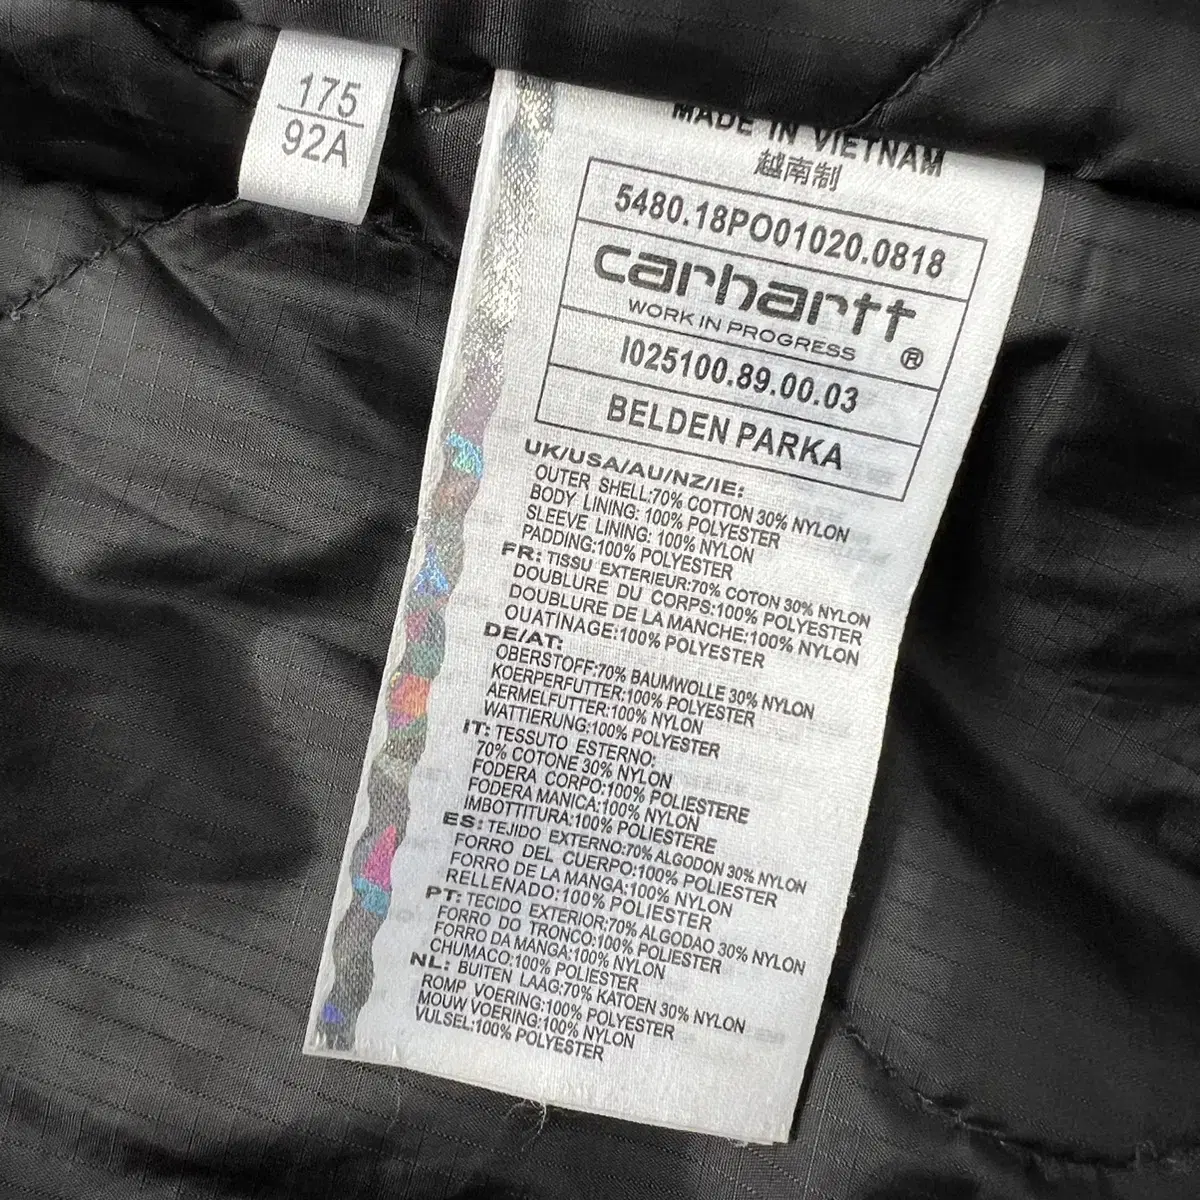 175
92A
MADE IN VIETNAM
越南制
5480.18PO01020.0818
carhartt
WORK IN PROGRESS ®
I025100.89.00.03
BELDEN PARKA
UK/USA/AU/NZ/IE:
OUTER SHELL:70% COTTON 30% NYLON
BODY LINING: 100% POLYESTER
SLEEVE LINING: 100% NYLON
PADDING:100% POLYESTER
FR: TISSU EXTERIEUR:70% COTON 30% NYLON
DOUBLURE DU CORPS:100% POLYESTER
DOUBLURE DE LA MANCHE:100% NYLON
OUATINAGE:100% POLYESTER
DE/AT:
OBERSTOFF:70% BAUMWOLLE 30% NYLON
KOERPERFUTTER:100% POLYESTER
AERMELFUTTER:100% NYLON
WATTIERUNG:100% POLYESTER
IT: TESSUTO ESTERNO:
70% COTONE 30% NYLON
FODERA CORPO:100% POLIESTERE
FODERA MANICA:100% NYLON
IMBOTTITURA:100% POLIESTERE
ES: TEJIDO EXTERNO:70% ALGODON 30% NYLON
FORRO DEL CUERPO:100% POLIESTER
FORRO DE LA MANGA:100% NYLON
RELLENADO:100% POLIESTER
PT: TECIDO EXTERIOR:70% ALGODAO 30% NYLON
FORRO DO TRONCO:100% POLIESTER
FORRO DA MANGA:100% NYLON
CHUMACO:100% POLIESTER
NL: BUITEN LAAG:70% KATOEN 30% NYLON
ROMP VOERING:100% POLYESTER
MOUW VOERING:100% NYLON
VULSEL:100% POLYESTER